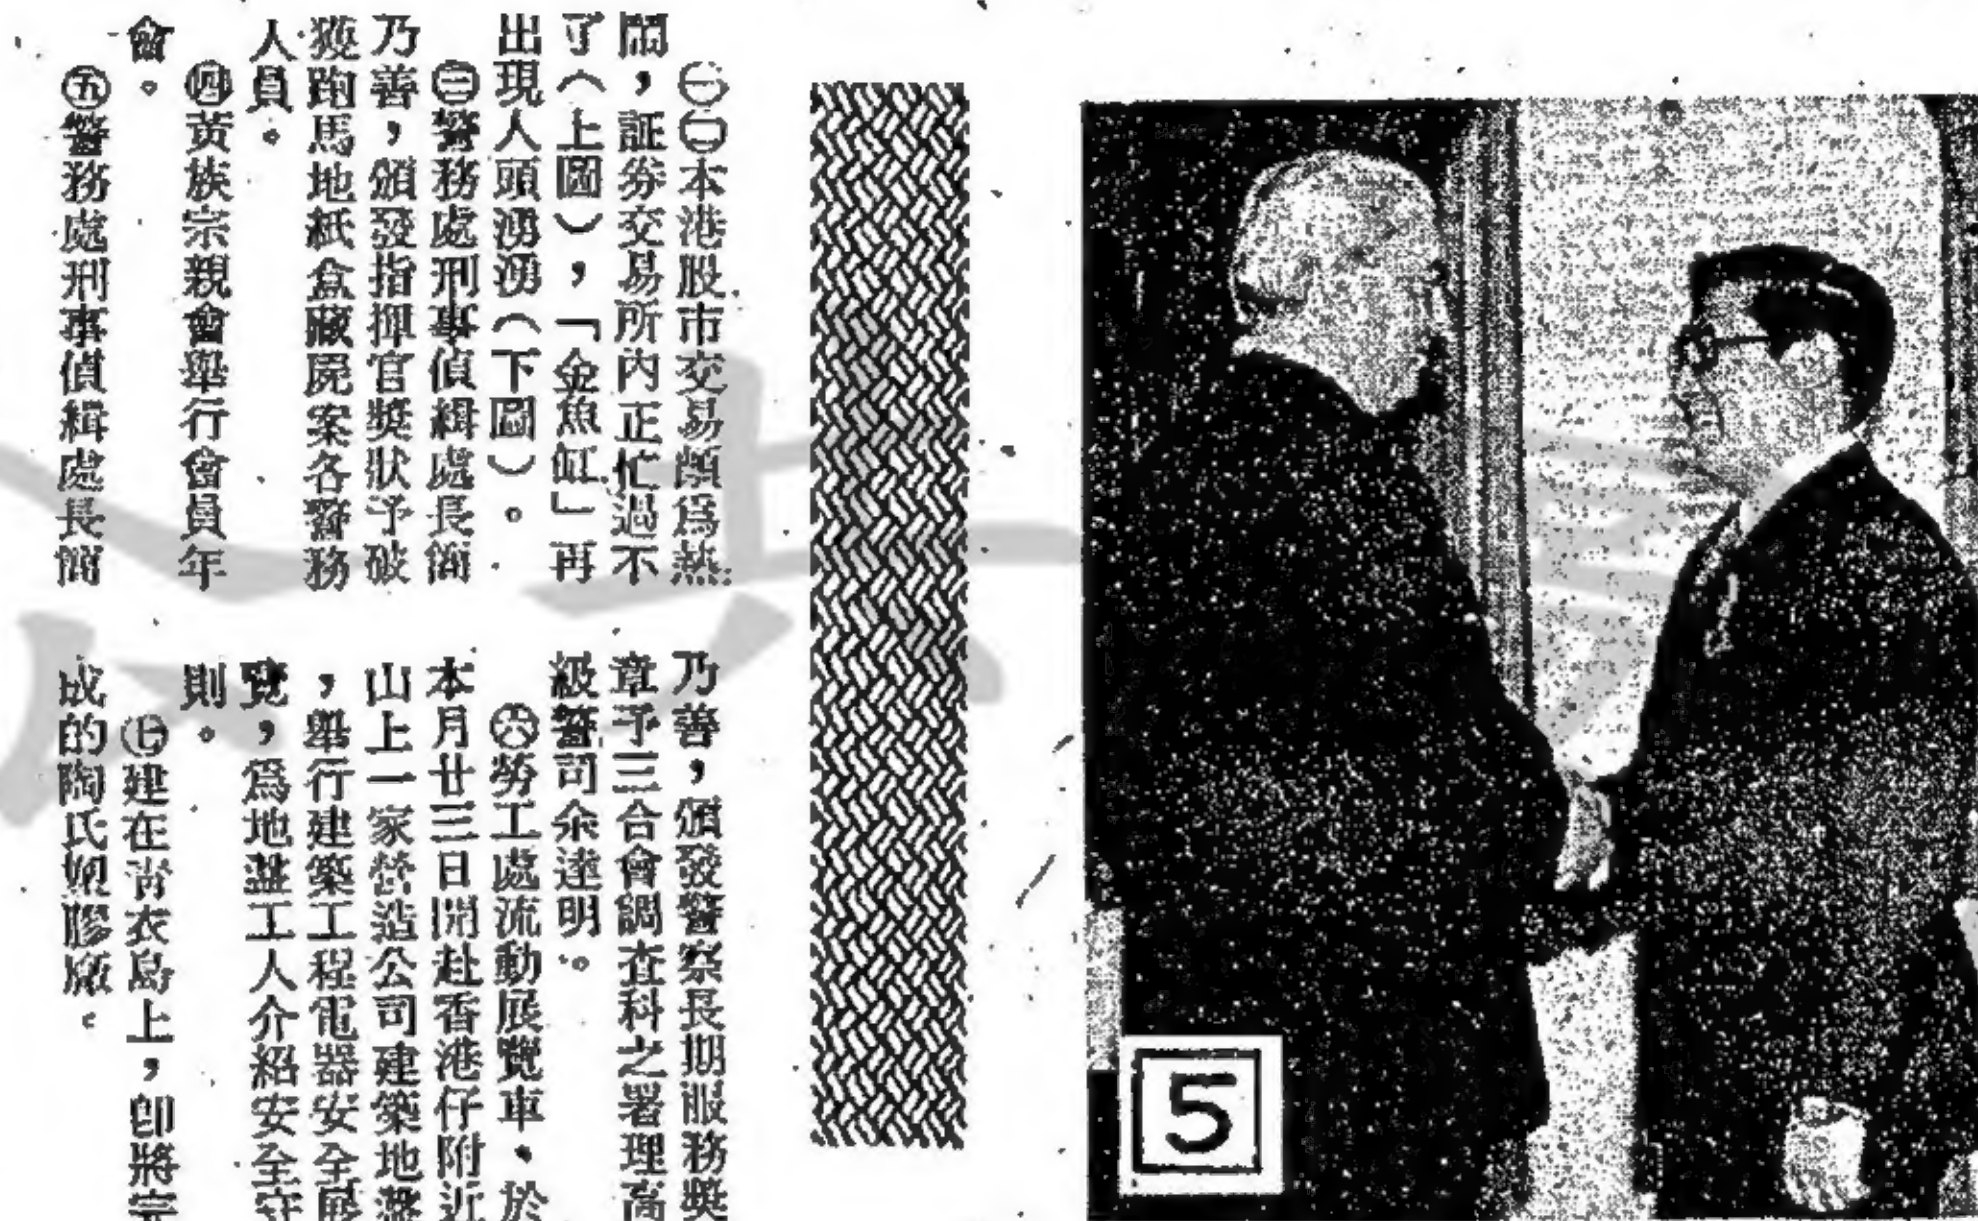 ㊀㊁本港股市交易頗爲熱
鬧，証劵交易所内正忙過不
了（上圖），「金魚缸」再
出現人頭湧湧（下圖）。
㊂警務處刑事偵緝處長簡
乃善，頒發指揮官獎狀予破
獲跑馬地紙盒藏屍案各警務
人員。
㊃黃族宗親會舉行會員年
會。
㊄警務處刑事偵緝處長簡
乃善，頒發警察長期服務獎
章予三合會調查科之署理高
級警司余達明。
㊅勞工處流動展覽車，於
本月廿三日開赴香港仔附近
山上一家營造公司建築地盤
，舉行建築工程電器安全展
覽，爲地盤工人介紹安全守
則。
㊆建在青衣島上，即將完
成的陶氏塑膠廠。
5